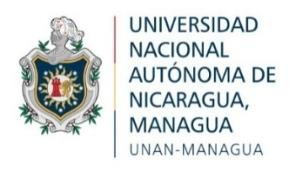 UNIVERSIDAD
NACIONAL
AUTÓNOMA DE
NICARAGUA,
MANAGUA
UNAN-MANAGUA